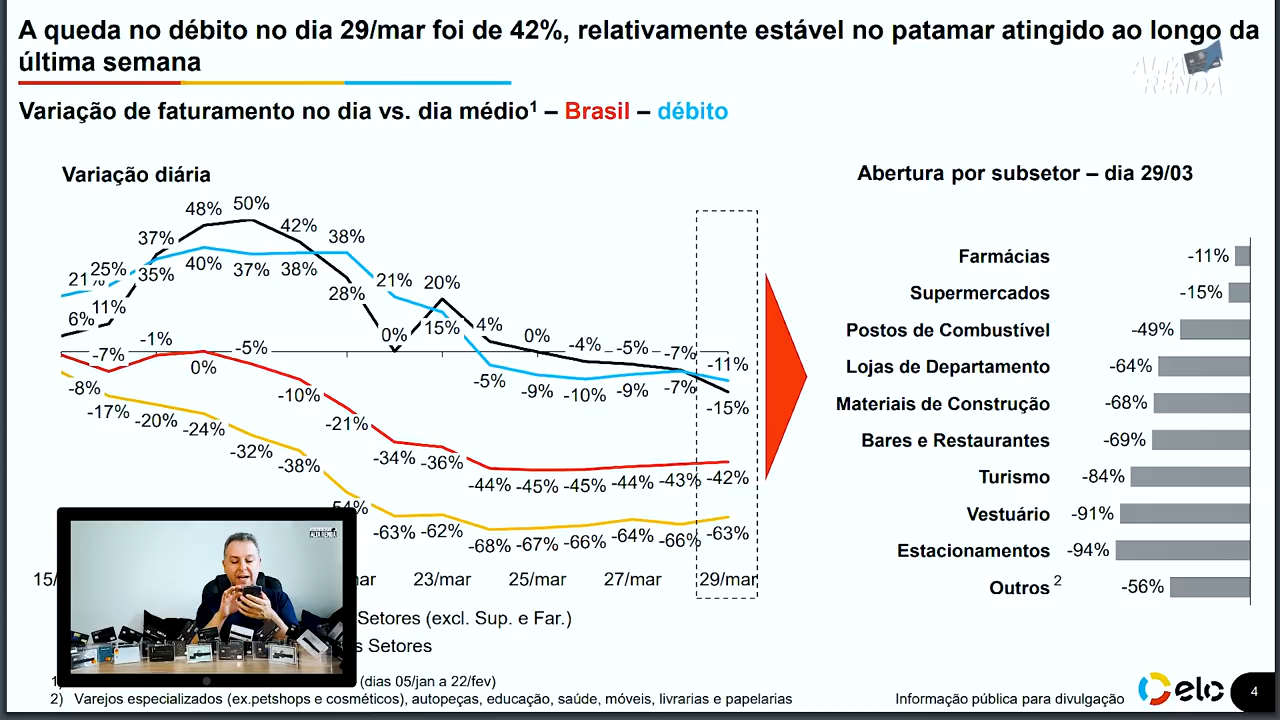 A queda no débito no dia 29/mar foi de 42%, relativamente estável no patamar atingido ao longo da
última semana
ALTA
RENDA
Variação de faturamento no dia vs. dia médio¹ – Brasil – débito
Variação diária
48% 50%
37% 42% 38%
21% 25% 35% 40% 37% 38% 28% 21% 20%
6% 11% 0% 15% 4% 0% -4% -5% -7% -11%
-7% -1% 0% -5% -5% -9% -10% -9% -7% -15%
-8% -17% -20% -24% -10% -21%
-32% -38% -34% -36% -44% -45% -45% -44% -43% -42%
54% -63% -62% -68% -67% -66% -64% -66% -63%
15/ mar 23/mar 25/mar 27/mar 29/mar
Setores (excl. Sup. e Far.)
s Setores
Abertura por subsetor – dia 29/03
Farmácias -11%
Supermercados -15%
Postos de Combustível -49%
Lojas de Departamento -64%
Materiais de Construção -68%
Bares e Restaurantes -69%
Turismo -84%
Vestuário -91%
Estacionamentos -94%
Outros 2 -56%
1) (dias 05/jan a 22/fev)
2) Varejos especializados (ex.petshops e cosméticos), autopeças, educação, saúde, móveis, livrarias e papelarias
Informação pública para divulgação
elo
4